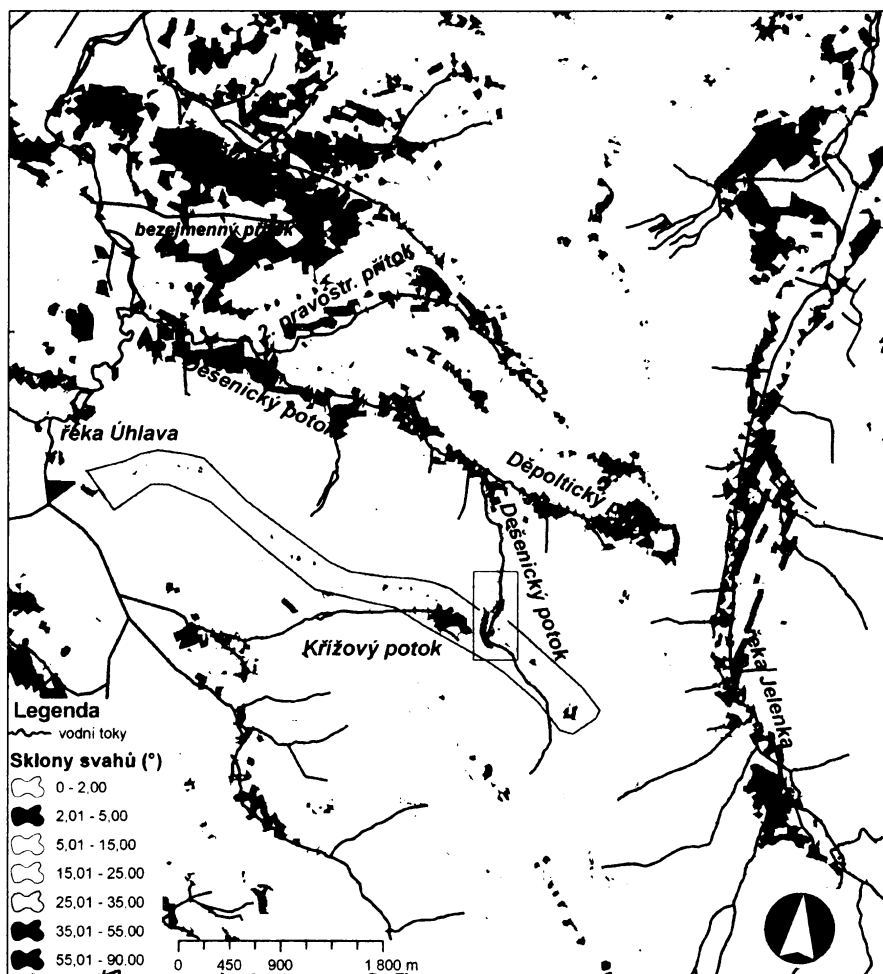 bezejmenný přítok
2. pravostr. přítok
Dešenický potok
řeka Úhlava
Děpoltický
Dešenický potok
Křížový potok
řeka Jelenka
Legenda
vodní toky
Sklony svahů (°)
0 - 2,00
2,01 - 5,00
5,01 - 15,00
15,01 - 25,00
25,01 - 35,00
35,01 - 55,00
55,01 - 90,00
0 450 900 1 800 m